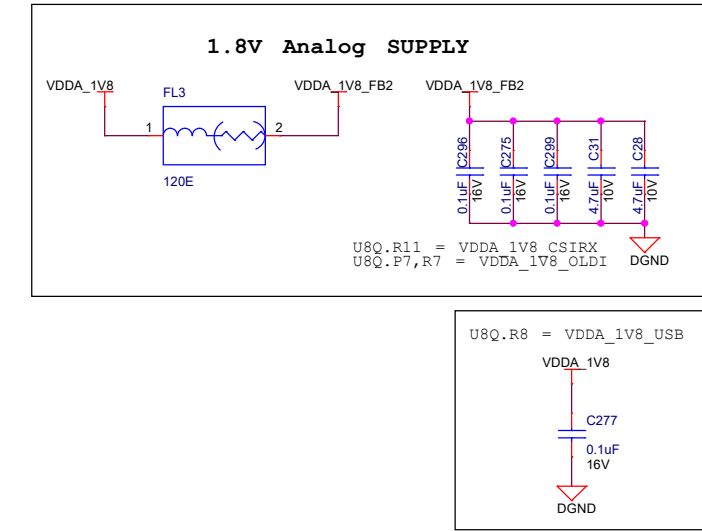 1.8V Analog SUPPLY
VDDA_1V8
FL3
1
2
120E
VDDA_1V8_FB2
VDDA_1V8_FB2
C296
0.1uF
16V
C275
0.1uF
16V
C299
0.1uF
16V
C31
4.7uF
10V
C28
4.7uF
10V
DGND
U8Q.R11 = VDDA_1V8_CSIRX
U8Q.P7,R7 = VDDA_1V8_OLDI
U8Q.R8 = VDDA_1V8_USB
VDDA_1V8
C277
0.1uF
16V
DGND